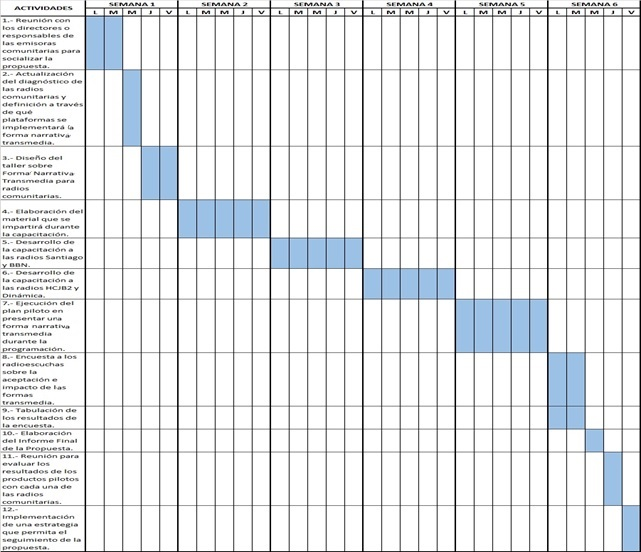 ACTIVIDADES SEMANA 1 SEMANA 2 SEMANA 3 SEMANA 4 SEMANA 5 SEMANA 6
L M M J V L M M J V L M M J V L M M J V L M M J V L M M J V
1.- Reunión con
los directores o
responsables de
las emisoras
comunitarias para
socializar la
propuesta.
2.- Actualización
del diagnóstico de
las radios
comunitarias y
definición a través
de qué
plataformas se
implementará la
forma narrativa
transmedia.
3.- Diseño del
taller sobre
Forma Narrativa
Transmedia para
radios
comunitarias.
4.- Elaboración del
material que se
impartirá durante
la capacitación.
5.- Desarrollo de
la capacitación a
las radios Santiago
y BBN.
6.- Desarrollo de
la capacitación a
las radios HCJB2 y
Dinámica.
7.- Ejecución del
plan piloto en
presentar una
forma narrativa
transmedia
durante la
programación.
8.- Encuesta a los
radioescuchas
sobre la
aceptación e
impacto de las
formas
transmedia.
9.- Tabulación de
los resultados de
la encuesta.
10.- Elaboración
del Informe Final
de la Propuesta.
11.- Reunión para
evaluar los
resultados de los
productos pilotos
con cada una de
las radios
comunitarias.
12.-
Implementación
de una estrategia
que permita el
seguimiento de la
propuesta.